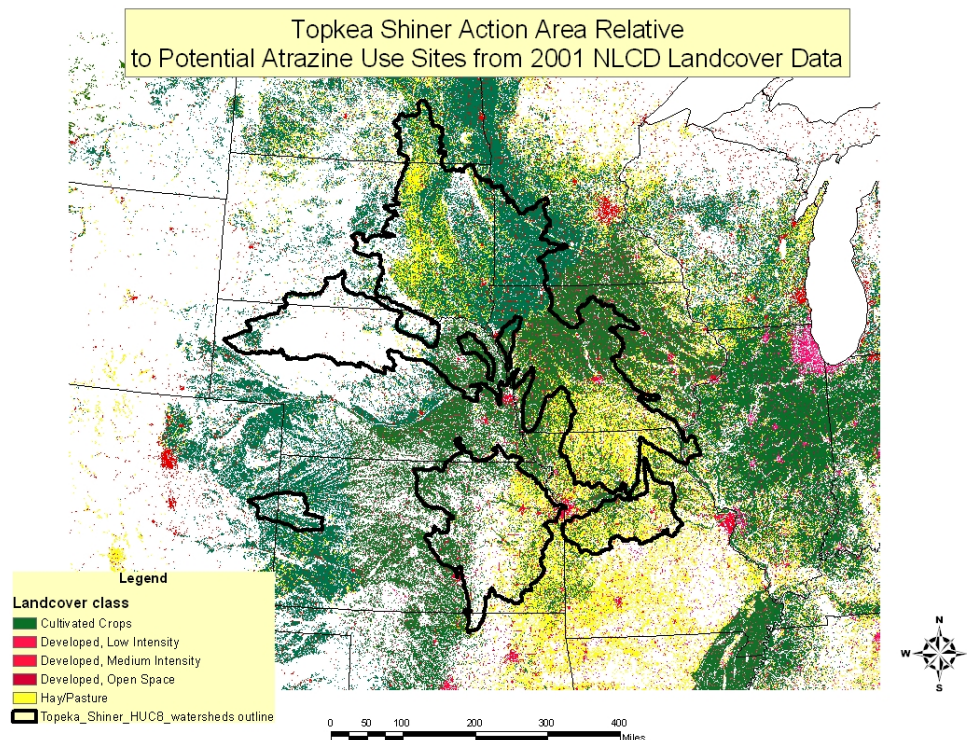 Topkea Shiner Action Area Relative
to Potential Atrazine Use Sites from 2001 NLCD Landcover Data
Legend
Landcover class
Cultivated Crops
Developed, Low Intensity
Developed, Medium Intensity
Developed, Open Space
Hay/Pasture
Topeka_Shiner_HUC8_watersheds outline
N
W
E
S
0 50 100 200 300 400
Miles